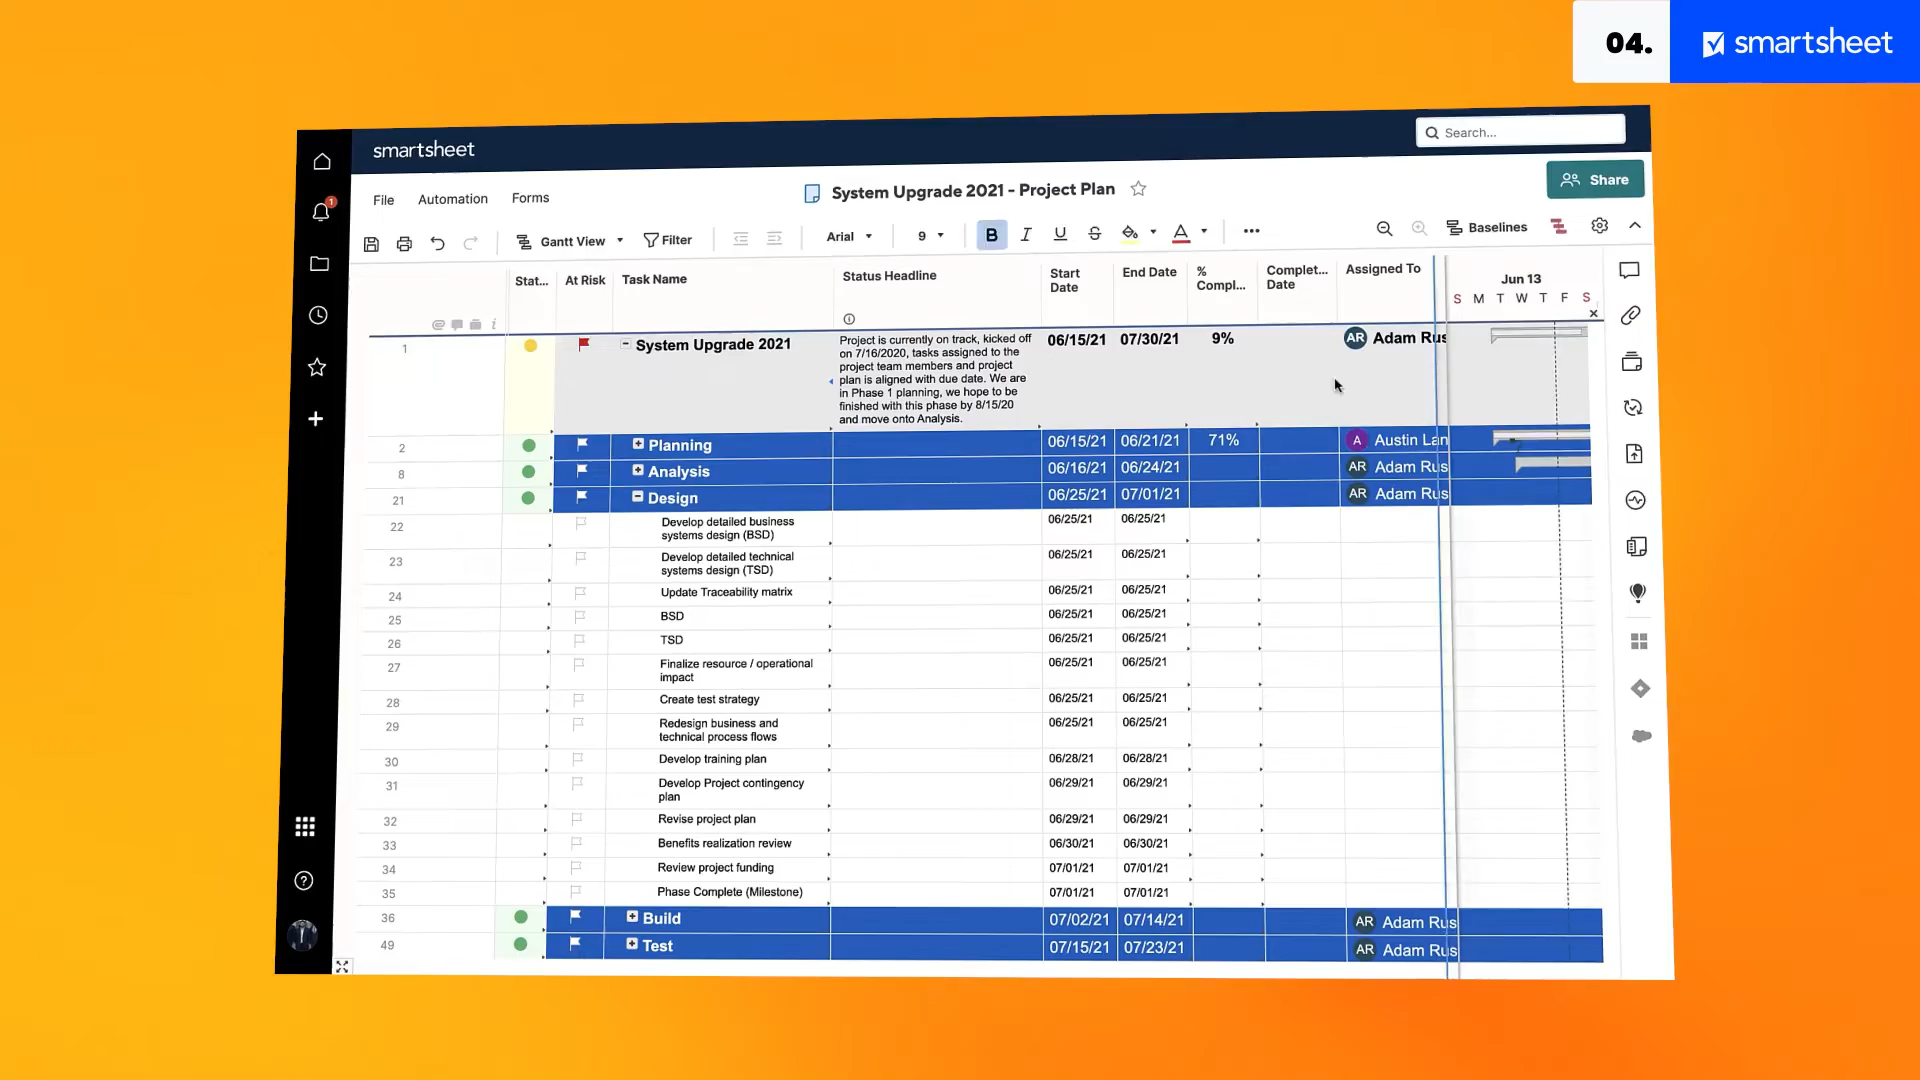 04.
smartsheet
smartsheet
Search...
File
Automation
Forms
System Upgrade 2021 - Project Plan
Share
1
Gantt View
Filter
Arial
9
B
I
U
S
A
Baselines
Stat...
At Risk
Task Name
Status Headline
Start
Date
End Date
%
Compl...
Complet...
Date
Assigned To
Jun 13
S M T W T F S
1
System Upgrade 2021
Project is currently on track, kicked off
on 7/16/2020, tasks assigned to the
project team members and project
plan is aligned with due date. We are
in Phase 1 planning, we hope to be
finished with this phase by 8/15/20
and move onto Analysis.
06/15/21 07/30/21 9% AR Adam Rus
2 Planning 06/15/21 06/21/21 71% A Austin Lan
8 Analysis 06/16/21 06/24/21 AR Adam Rus
21 Design 06/25/21 07/01/21 AR Adam Rus
22 Develop detailed business
systems design (BSD) 06/25/21 06/25/21
23 Develop detailed technical
systems design (TSD) 06/25/21 06/25/21
24 Update Traceability matrix 06/25/21 06/25/21
25 BSD 06/25/21 06/25/21
26 TSD 06/25/21 06/25/21
27 Finalize resource / operational
impact 06/25/21 06/25/21
28 Create test strategy 06/25/21 06/25/21
29 Redesign business and
technical process flows 06/25/21 06/25/21
30 Develop training plan 06/28/21 06/28/21
31 Develop Project contingency
plan 06/29/21 06/29/21
32 Revise project plan 06/29/21 06/29/21
33 Benefits realization review 06/30/21 06/30/21
34 Review project funding 07/01/21 07/01/21
35 Phase Complete (Milestone) 07/01/21 07/01/21
36 Build 07/02/21 07/14/21 AR Adam Rus
49 Test 07/15/21 07/23/21 AR Adam Rus